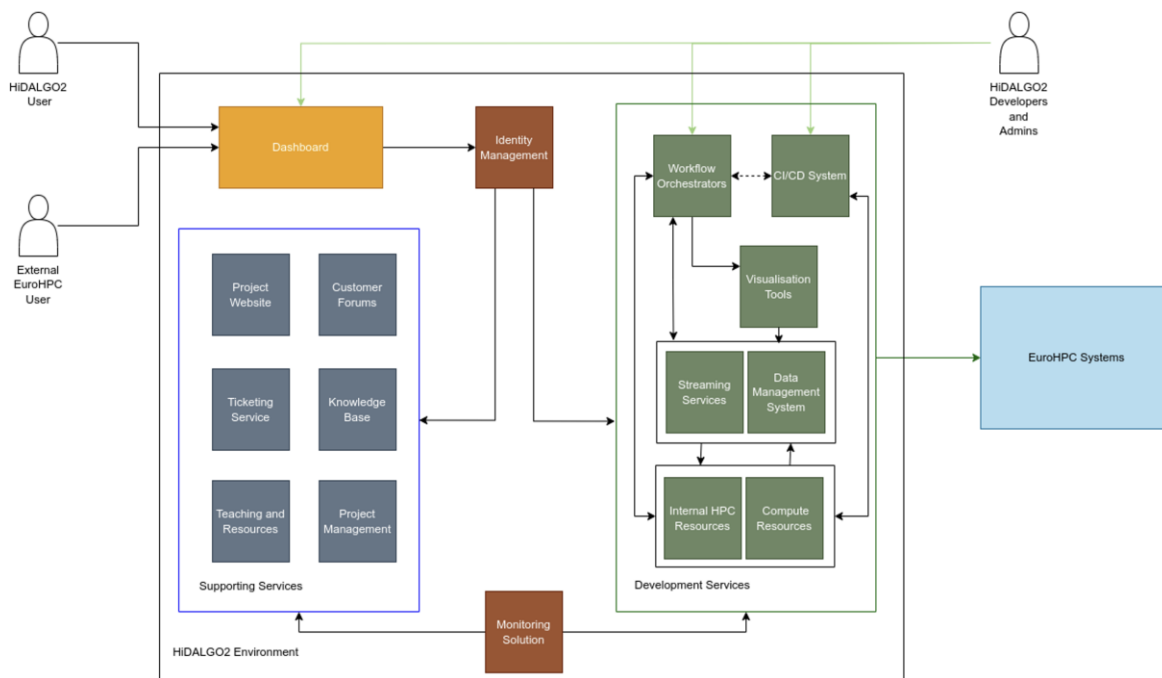 HiDALGO2
User
External
EuroHPC
User
HiDALGO2
Developers
and
Admins
Dashboard
Identity
Management
Workflow
Orchestrators
CI/CD System
Visualisation
Tools
Streaming
Services
Data
Management
System
Internal HPC
Resources
Compute
Resources
Development Services
EuroHPC Systems
Project
Website
Customer
Forums
Ticketing
Service
Knowledge
Base
Teaching and
Resources
Project
Management
Supporting Services
Monitoring
Solution
HiDALGO2 Environment